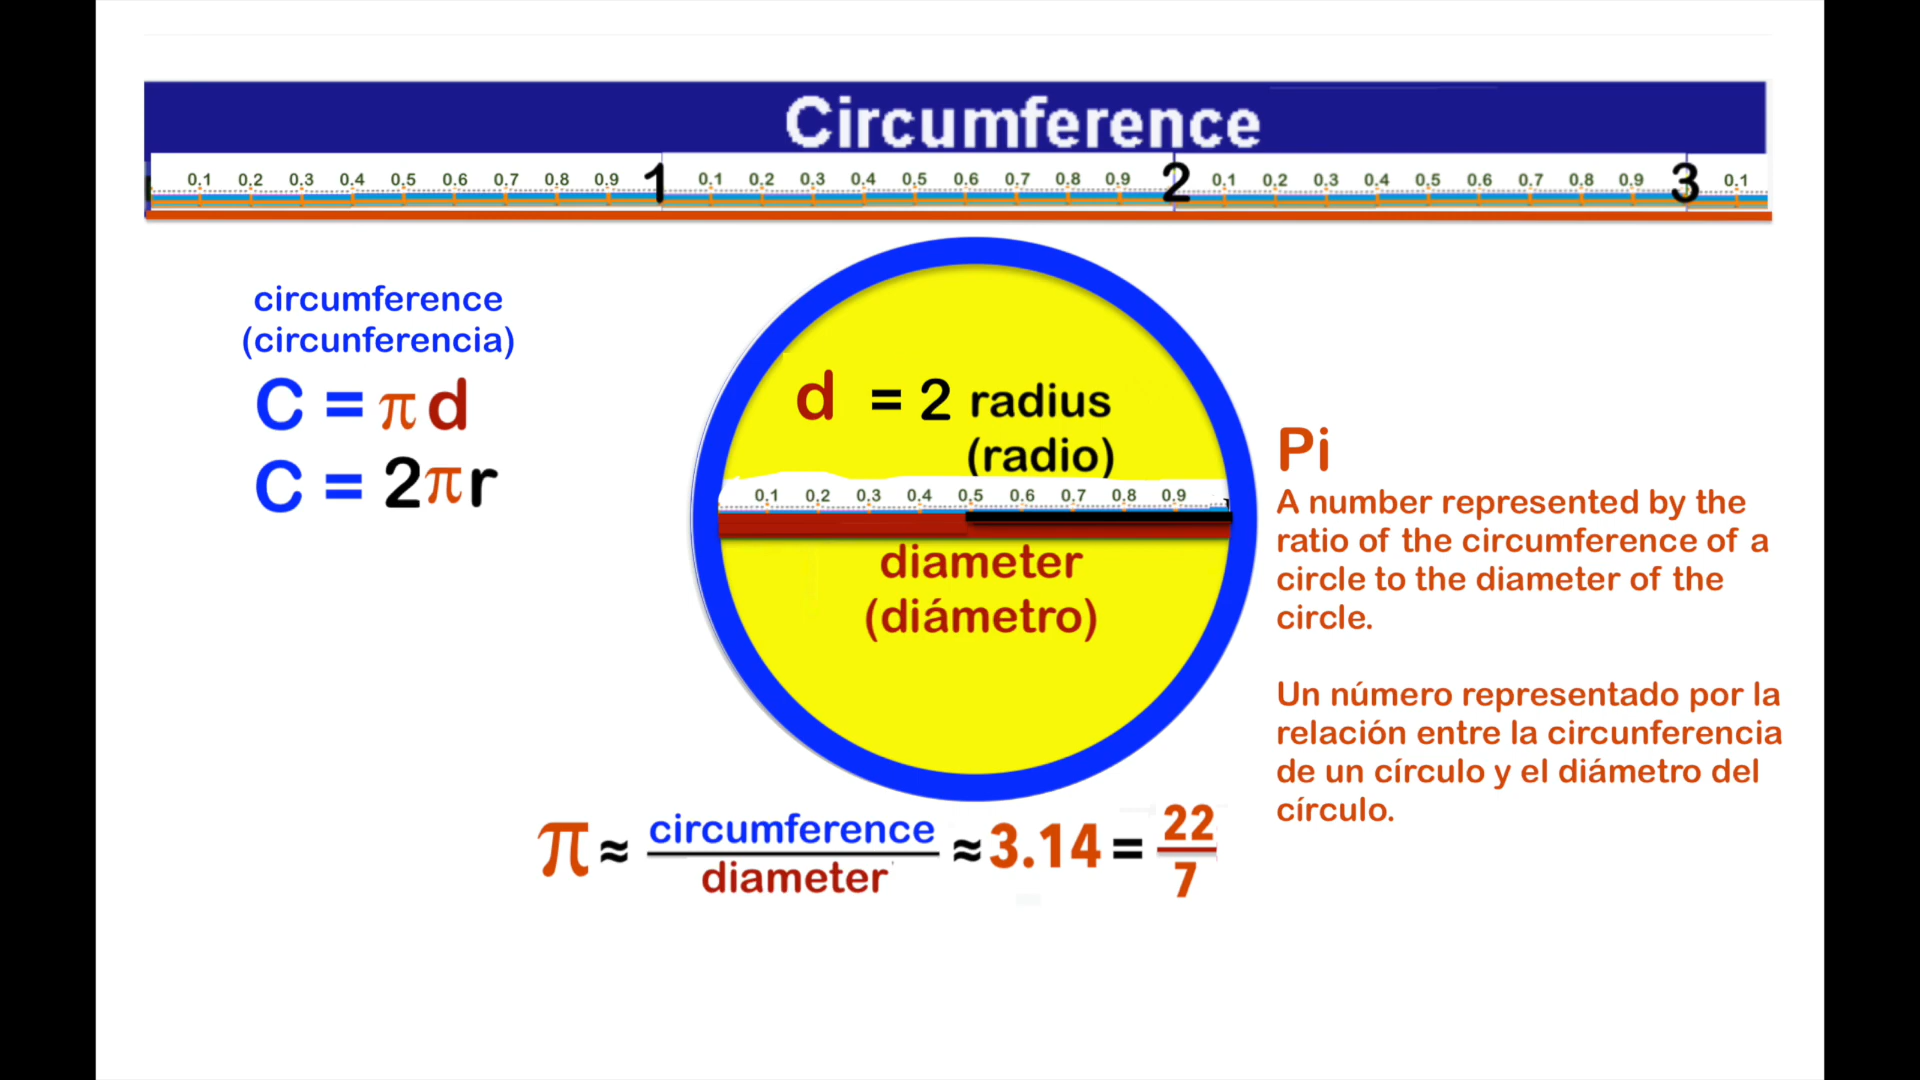 Circumference
0.1 0.2 0.3 0.4 0.5 0.6 0.7 0.8 0.9 1 0.1 0.2 0.3 0.4 0.5 0.6 0.7 0.8 0.9 2 0.1 0.2 0.3 0.4 0.5 0.6 0.7 0.8 0.9 3 0.1
circumference
(circunferencia)
C = π d
C = 2πr
d = 2 radius
(radio)
0.1 0.2 0.3 0.4 0.5 0.6 0.7 0.8 0.9
diameter
(diámetro)
Pi
A number represented by the
ratio of the circumference of a
circle to the diameter of the
circle.
Un número representado por la
relación entre la circunferencia
de un círculo y el diámetro del
círculo.
π ≈ circumference / diameter ≈ 3.14 = 22 / 7